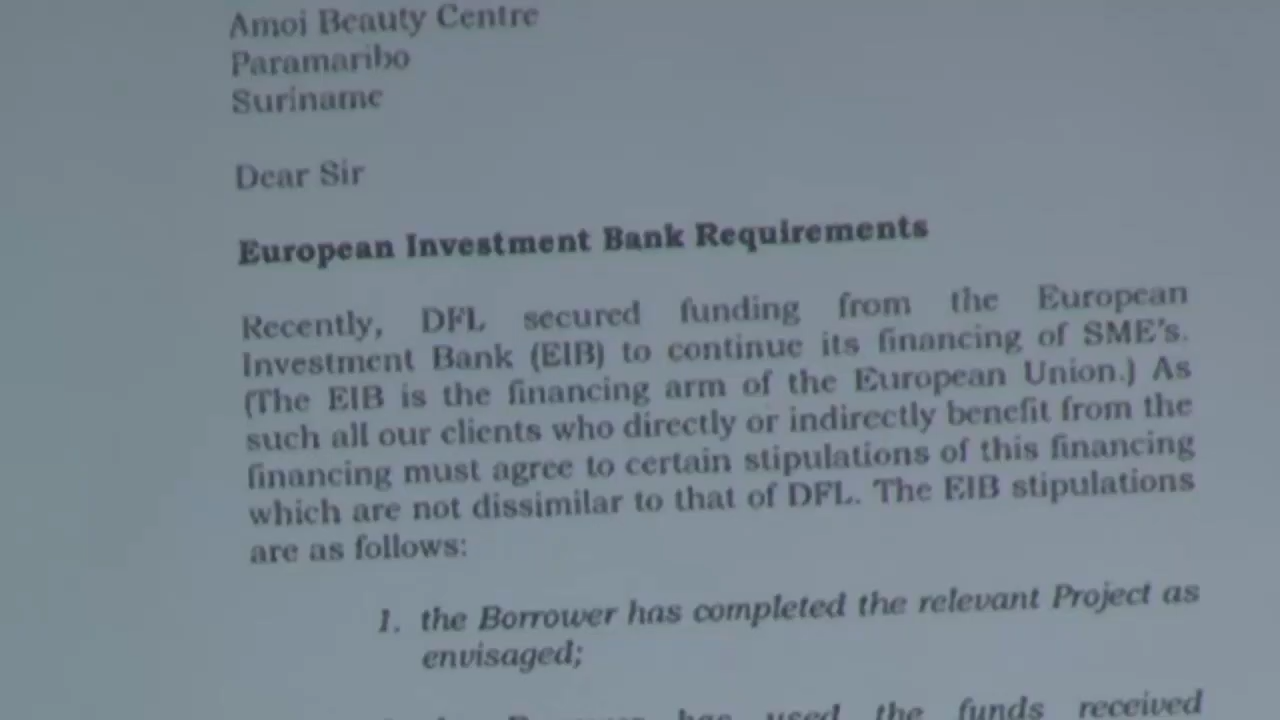 Amoi Beauty Centre
Paramaribo
Suriname
Dear Sir
European Investment Bank Requirements
Recently, DFL secured funding from the European
Investment Bank (EIB) to continue its financing of SME's.
(The EIB is the financing arm of the European Union.) As
such all our clients who directly or indirectly benefit from the
financing must agree to certain stipulations of this financing
which are not dissimilar to that of DFL. The EIB stipulations
are as follows:
1. the Borrower has completed the relevant Project as
envisaged;
has used the funds received